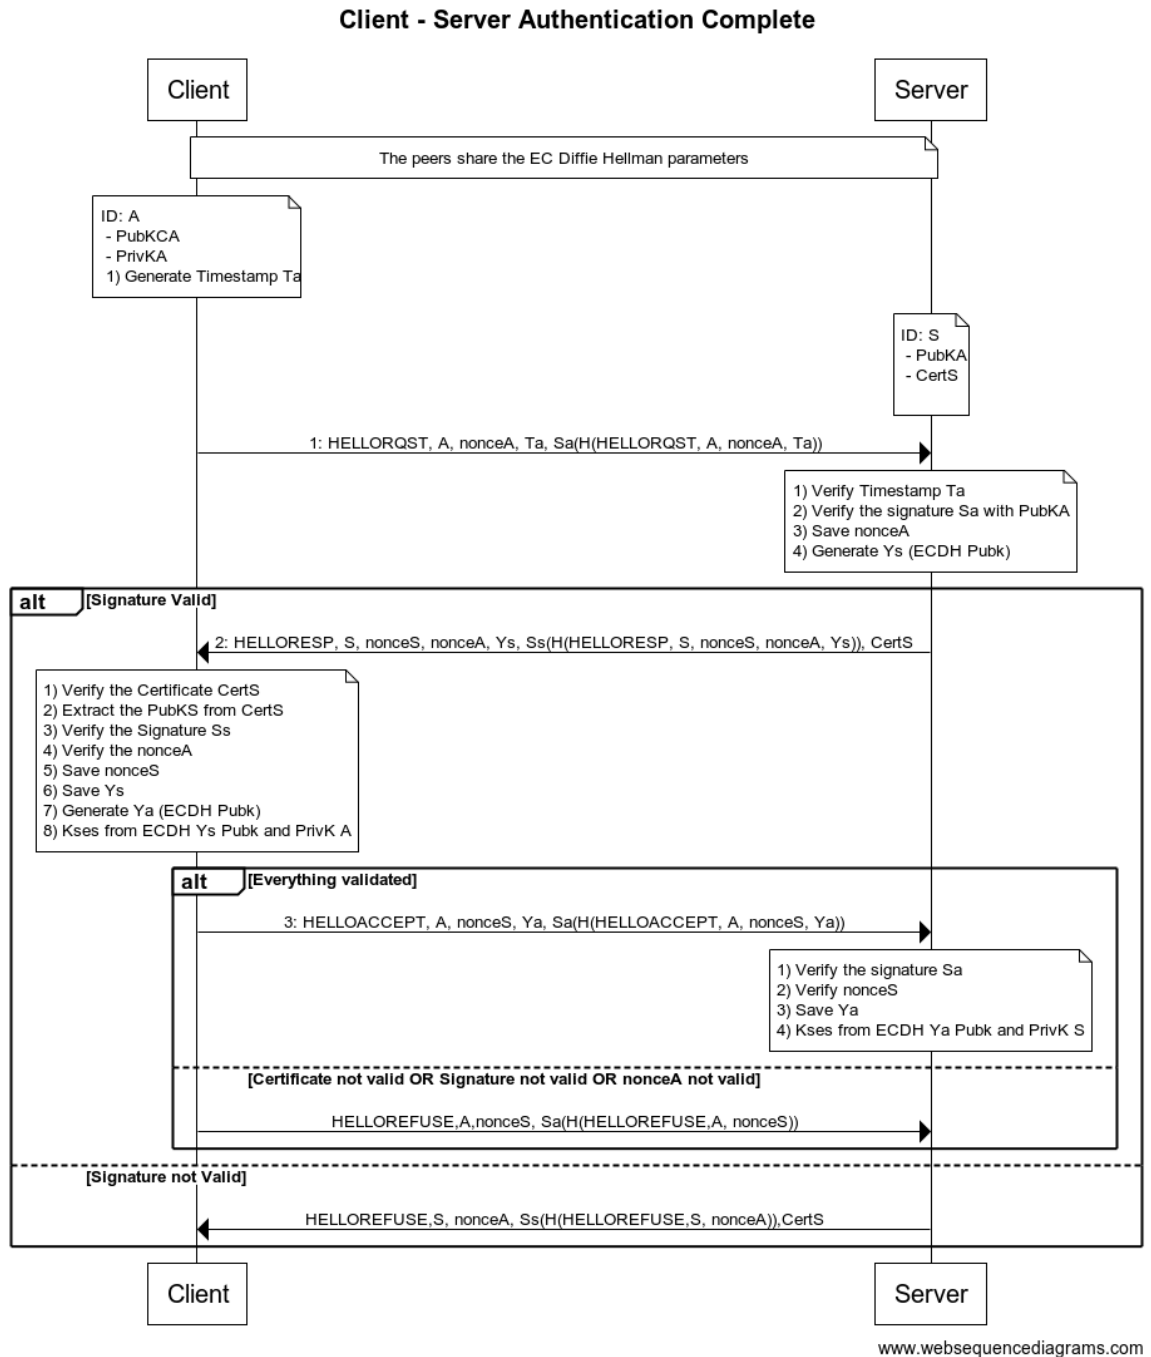 Client - Server Authentication Complete
Client
Server
The peers share the EC Diffie Hellman parameters
ID: A
- PubKCA
- PrivKA
1) Generate Timestamp Ta
ID: S
- PubKA
- CertS
1: HELLORQST, A, nonceA, Ta, Sa(H(HELLORQST, A, nonceA, Ta))
1) Verify Timestamp Ta
2) Verify the signature Sa with PubKA
3) Save nonceA
4) Generate Ys (ECDH Pubk)
alt [Signature Valid]
2: HELLORESP, S, nonceS, nonceA, Ys, Ss(H(HELLORESP, S, nonceS, nonceA, Ys)), CertS
1) Verify the Certificate CertS
2) Extract the PubKS from CertS
3) Verify the Signature Ss
4) Verify the nonceA
5) Save nonceS
6) Save Ys
7) Generate Ya (ECDH Pubk)
8) Kses from ECDH Ys Pubk and PrivK A
alt [Everything validated]
3: HELLOACCEPT, A, nonceS, Ya, Sa(H(HELLOACCEPT, A, nonceS, Ya))
1) Verify the signature Sa
2) Verify nonceS
3) Save Ya
4) Kses from ECDH Ya Pubk and PrivK S
[Certificate not valid OR Signature not valid OR nonceA not valid]
HELLOREFUSE,A,nonceS, Sa(H(HELLOREFUSE,A, nonceS))
[Signature not Valid]
HELLOREFUSE,S, nonceA, Ss(H(HELLOREFUSE,S, nonceA)),CertS
Client
Server
www.websequencediagrams.com